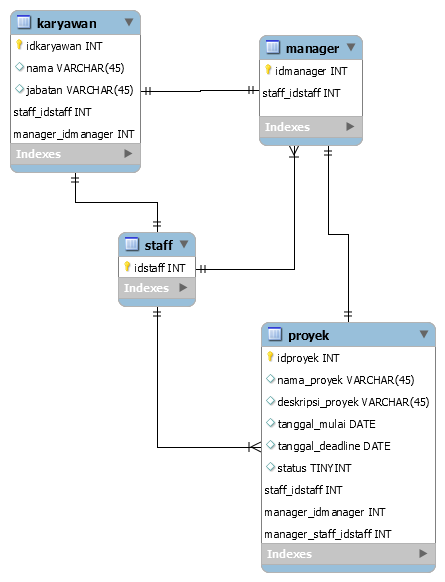 karyawan
idkaryawan INT
nama VARCHAR(45)
jabatan VARCHAR(45)
staff_idstaff INT
manager_idmanager INT
Indexes
manager
idmanager INT
staff_idstaff INT
Indexes
staff
idstaff INT
Indexes
proyek
idproyek INT
nama_proyek VARCHAR(45)
deskripsi_proyek VARCHAR(45)
tanggal_mulai DATE
tanggal_deadline DATE
status TINYINT
staff_idstaff INT
manager_idmanager INT
manager_staff_idstaff INT
Indexes